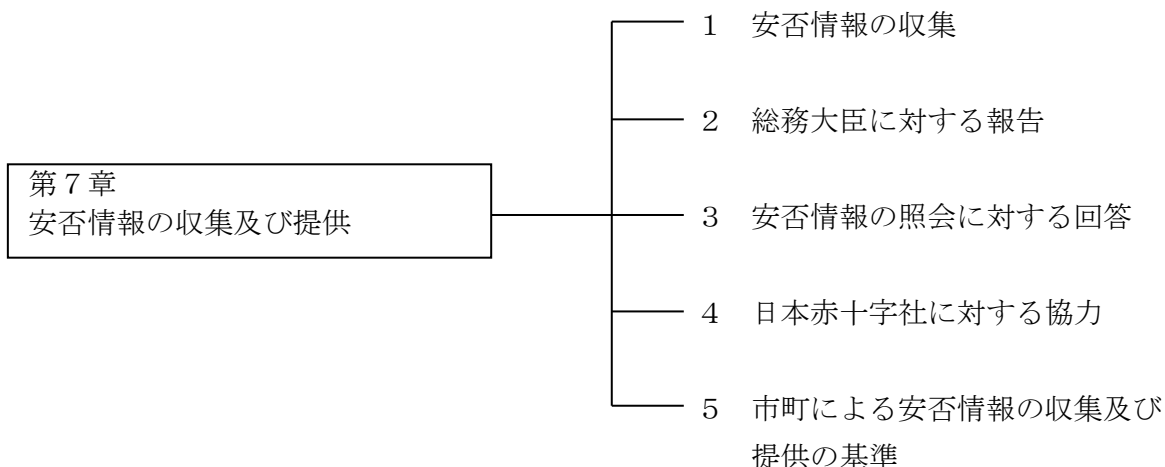 １　安否情報の収集
２　総務大臣に対する報告
第７章
安否情報の収集及び提供
３　安否情報の照会に対する回答
４　日本赤十字社に対する協力
５　市町による安否情報の収集及び
提供の基準